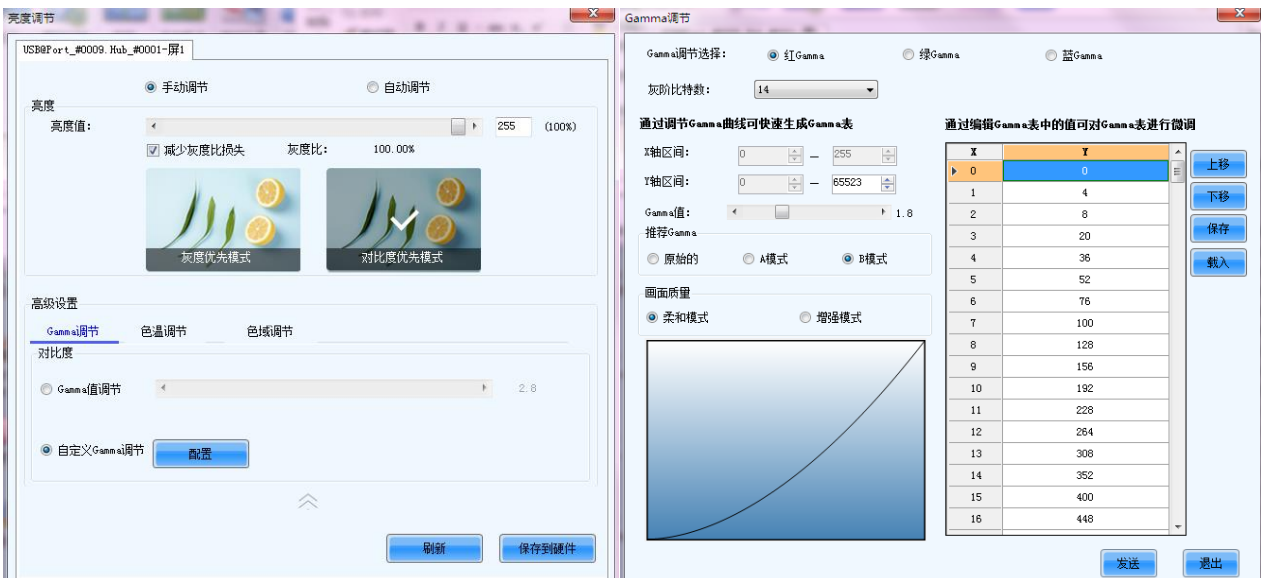 亮度调节
USB@Port_#0009.Hub_#0001-屏1
手动调节 自动调节
亮度
亮度值： 255 (100%)
减少灰度比损失 灰度比： 100.00%
灰度优先模式 对比度优先模式
高级设置
Gamma调节 色温调节 色域调节
对比度
Gamma值调节 2.8
自定义Gamma调节 配置
刷新 保存到硬件
Gamma调节
Gamma调节选择： 红Gamma 绿Gamma 蓝Gamma
灰阶比特数： 14
通过调节Gamma曲线可快速生成Gamma表
X轴区间： 0 — 255
Y轴区间： 0 — 65523
Gamma值： 1.8
推荐Gamma
原始的 A模式 B模式
画面质量
柔和模式 增强模式
通过编辑Gamma表中的值可对Gamma表进行微调
X Y
0 0
1 4
2 8
3 20
4 36
5 52
6 76
7 100
8 128
9 156
10 192
11 228
12 264
13 308
14 352
15 400
16 448
上移
下移
保存
载入
发送 退出